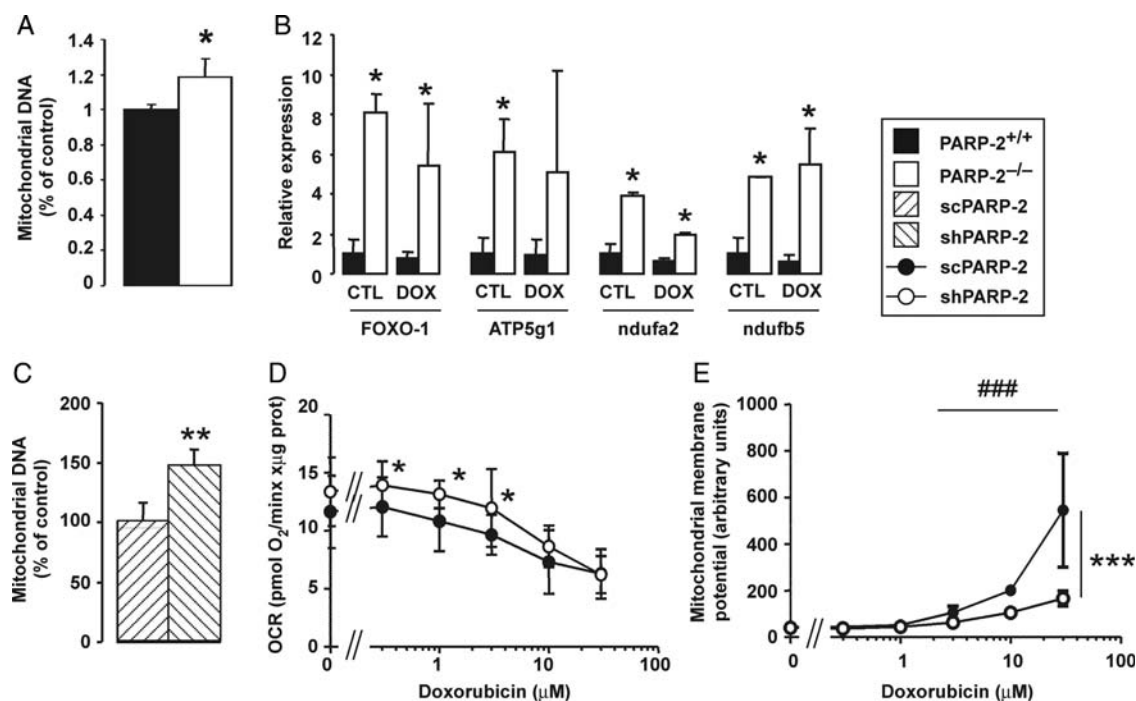 A
Mitochondrial DNA
(% of control)
1.4
1.2
1
0.8
0.6
0.4
0.2
0
*
B
Relative expression
12
10
8
6
4
2
0
* * * * * * *
CTL DOX CTL DOX CTL DOX CTL DOX
FOXO-1 ATP5g1 ndufa2 ndufb5
PARP-2+/+
PARP-2−/−
scPARP-2
shPARP-2
scPARP-2
shPARP-2
C
Mitochondrial DNA
(% of control)
200
150
100
50
0
**
D
OCR (pmol O2/minx μg prot)
20
15
10
5
0
* * *
0 1 10 100
Doxorubicin (μM)
E
Mitochondrial membrane
potential (arbitrary units)
1000
800
600
400
200
0
###
***
0 1 10 100
Doxorubicin (μM)